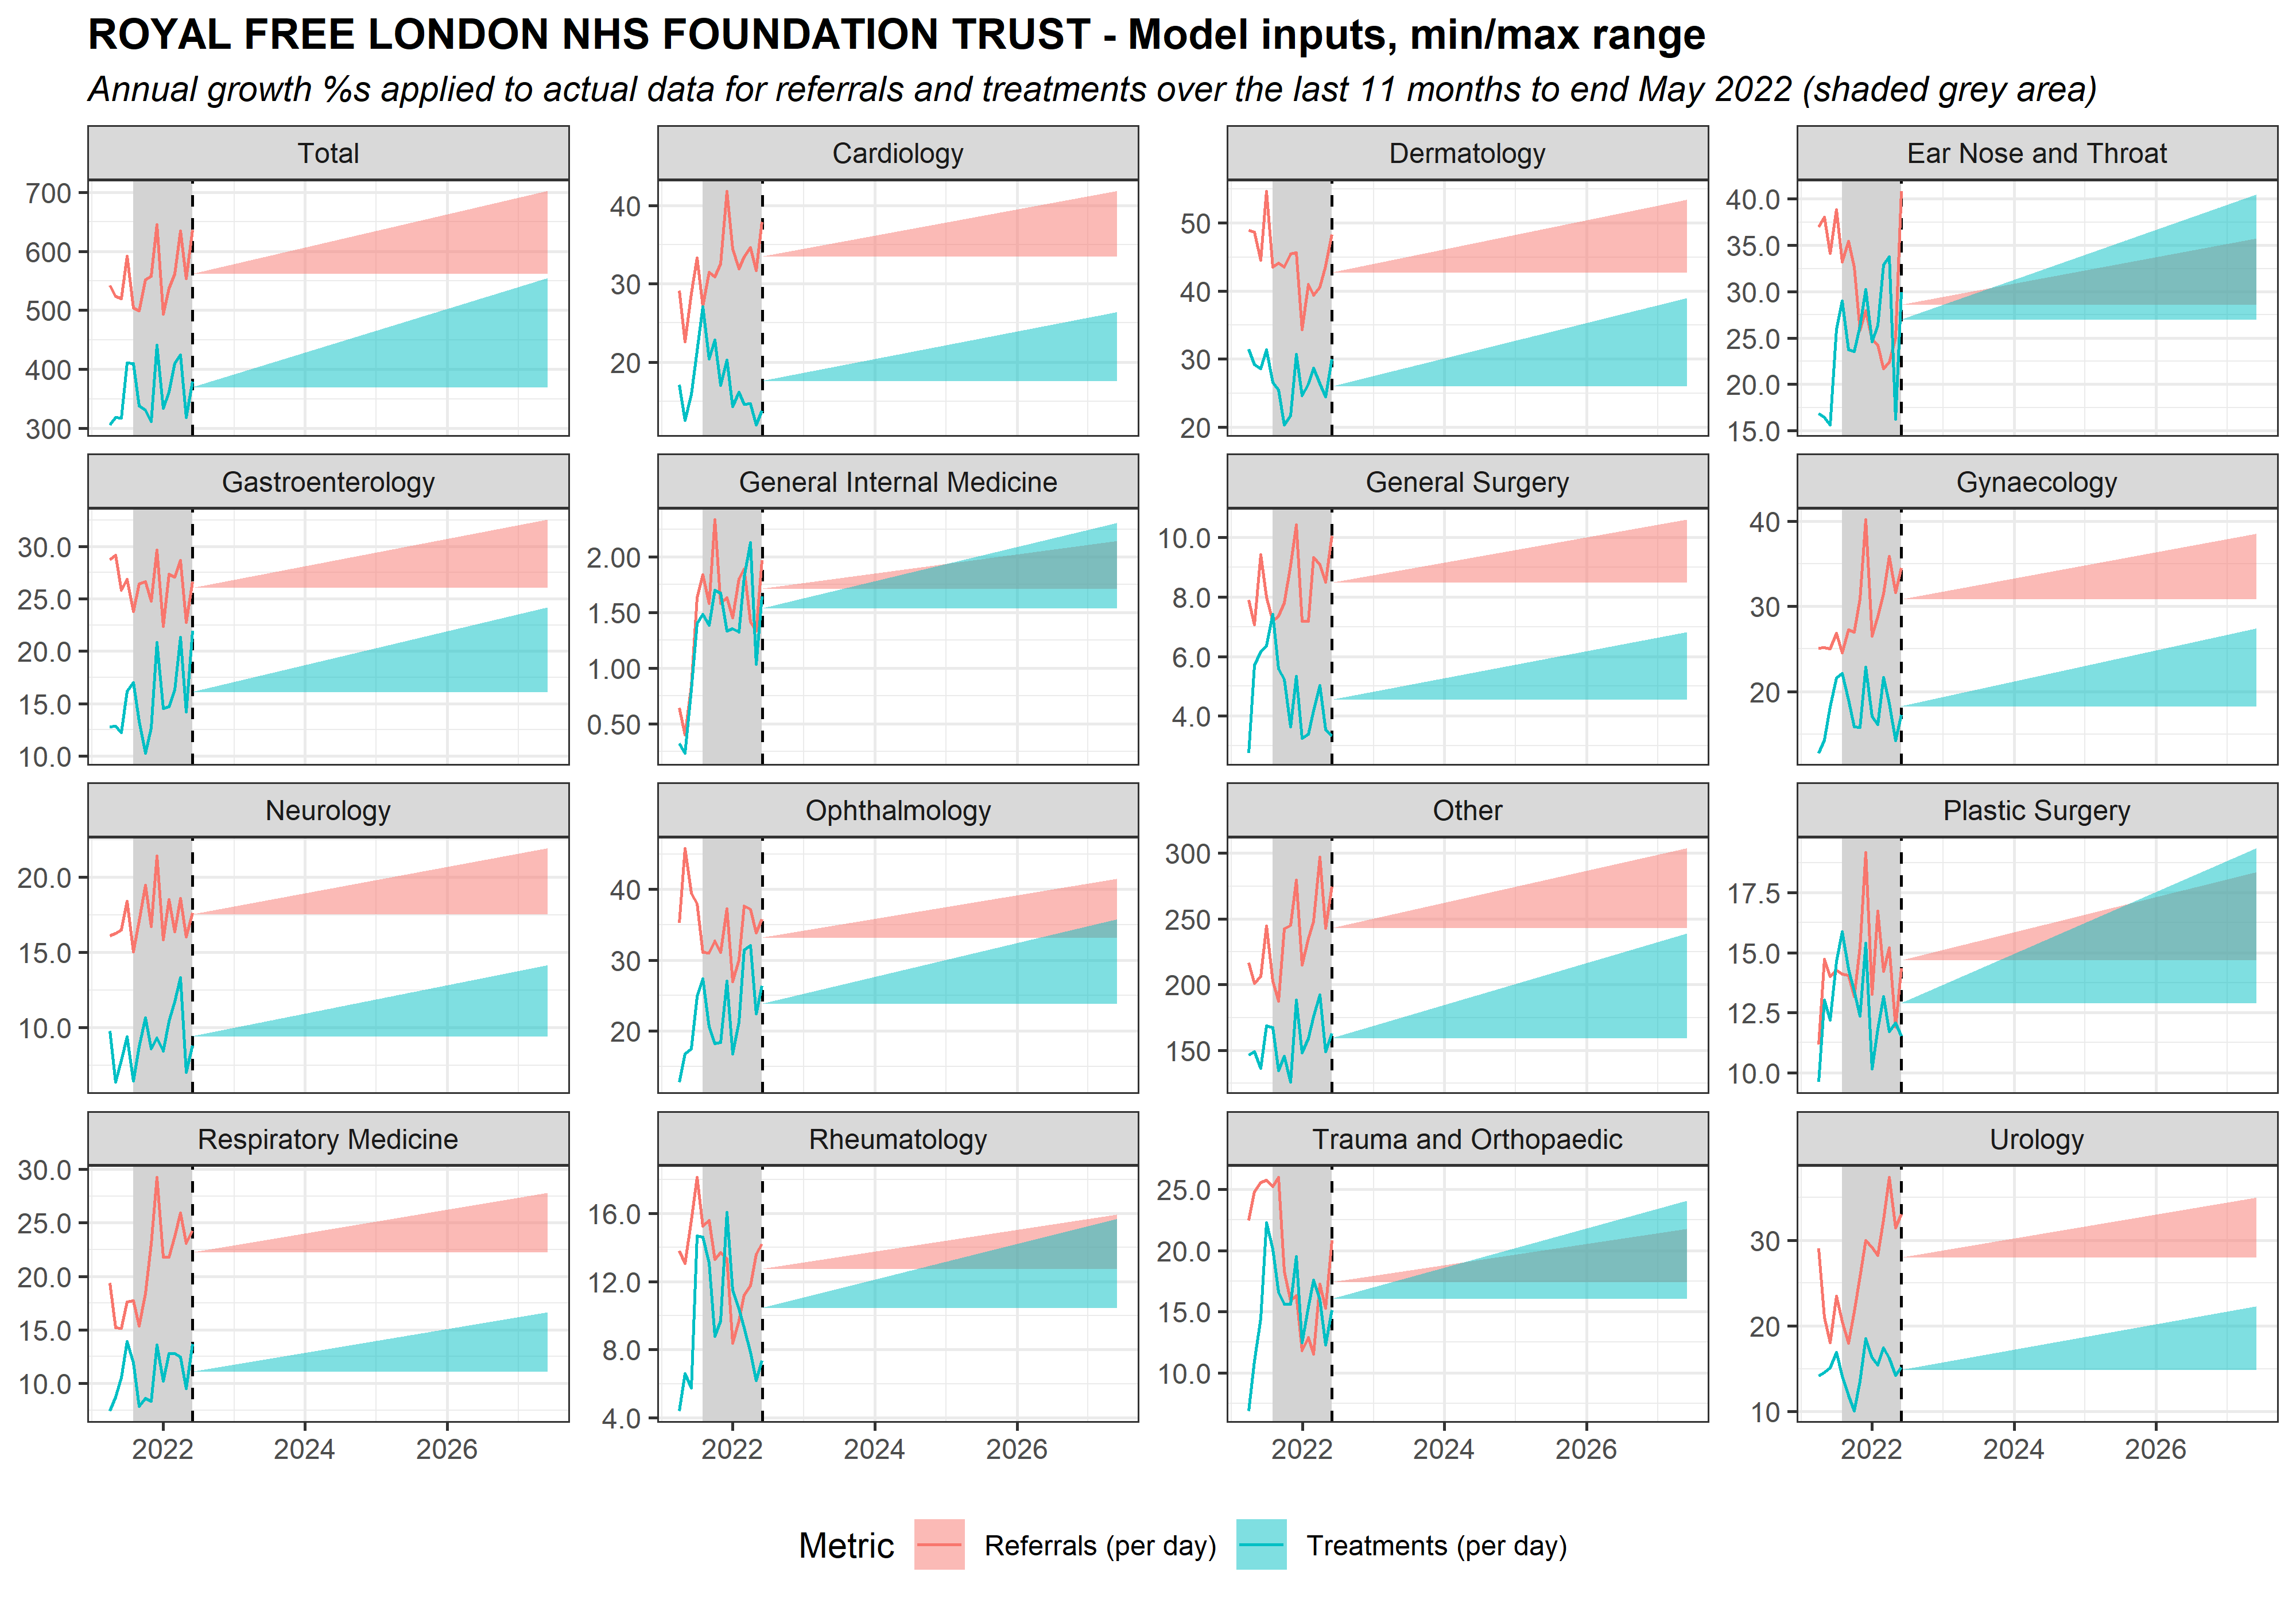 ROYAL FREE LONDON NHS FOUNDATION TRUST - Model inputs, min/max range
Annual growth %s applied to actual data for referrals and treatments over the last 11 months to end May 2022 (shaded grey area)
Total
Cardiology
Dermatology
Ear Nose and Throat
700
600
500
400
300
40
30
20
50
40
30
20
40.0
35.0
30.0
25.0
20.0
15.0
Gastroenterology
General Internal Medicine
General Surgery
Gynaecology
30.0
25.0
20.0
15.0
10.0
2.00
1.50
1.00
0.50
10.0
8.0
6.0
4.0
40
30
20
Neurology
Ophthalmology
Other
Plastic Surgery
20.0
15.0
10.0
40
30
20
300
250
200
150
17.5
15.0
12.5
10.0
Respiratory Medicine
Rheumatology
Trauma and Orthopaedic
Urology
30.0
25.0
20.0
15.0
10.0
16.0
12.0
8.0
4.0
25.0
20.0
15.0
10.0
30
20
10
2022 2024 2026
2022 2024 2026
2022 2024 2026
2022 2024 2026
Metric Referrals (per day) Treatments (per day)